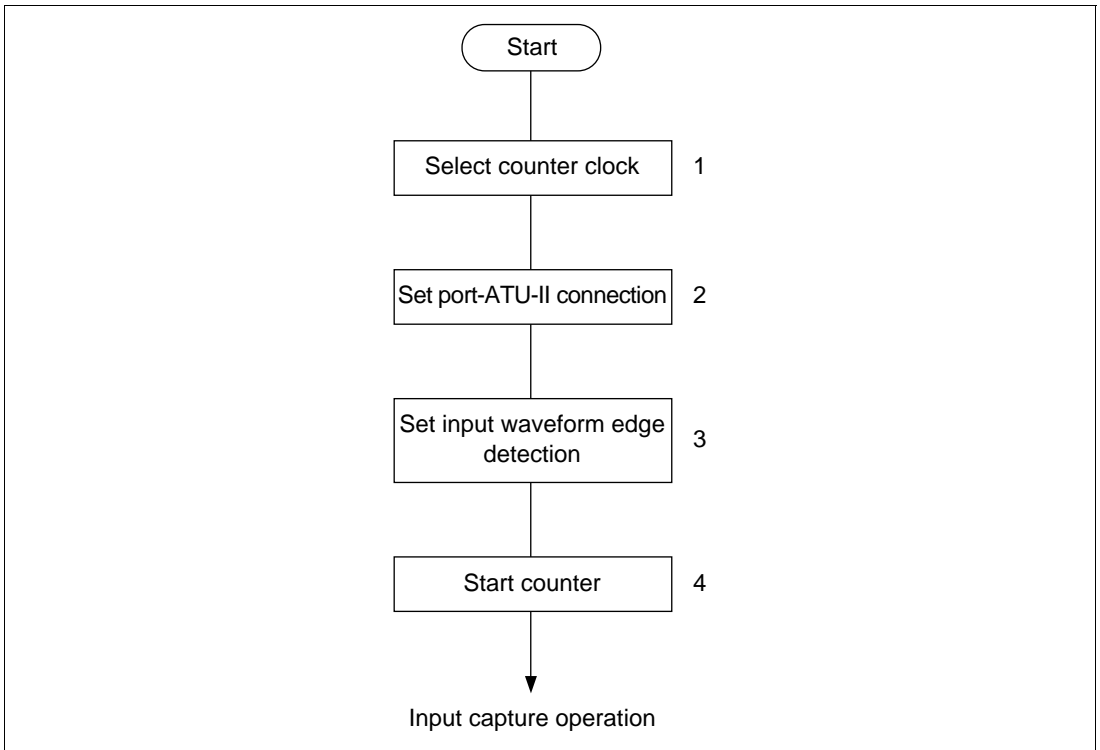 Start
Select counter clock 1
Set port-ATU-II connection 2
Set input waveform edge
detection 3
Start counter 4
Input capture operation